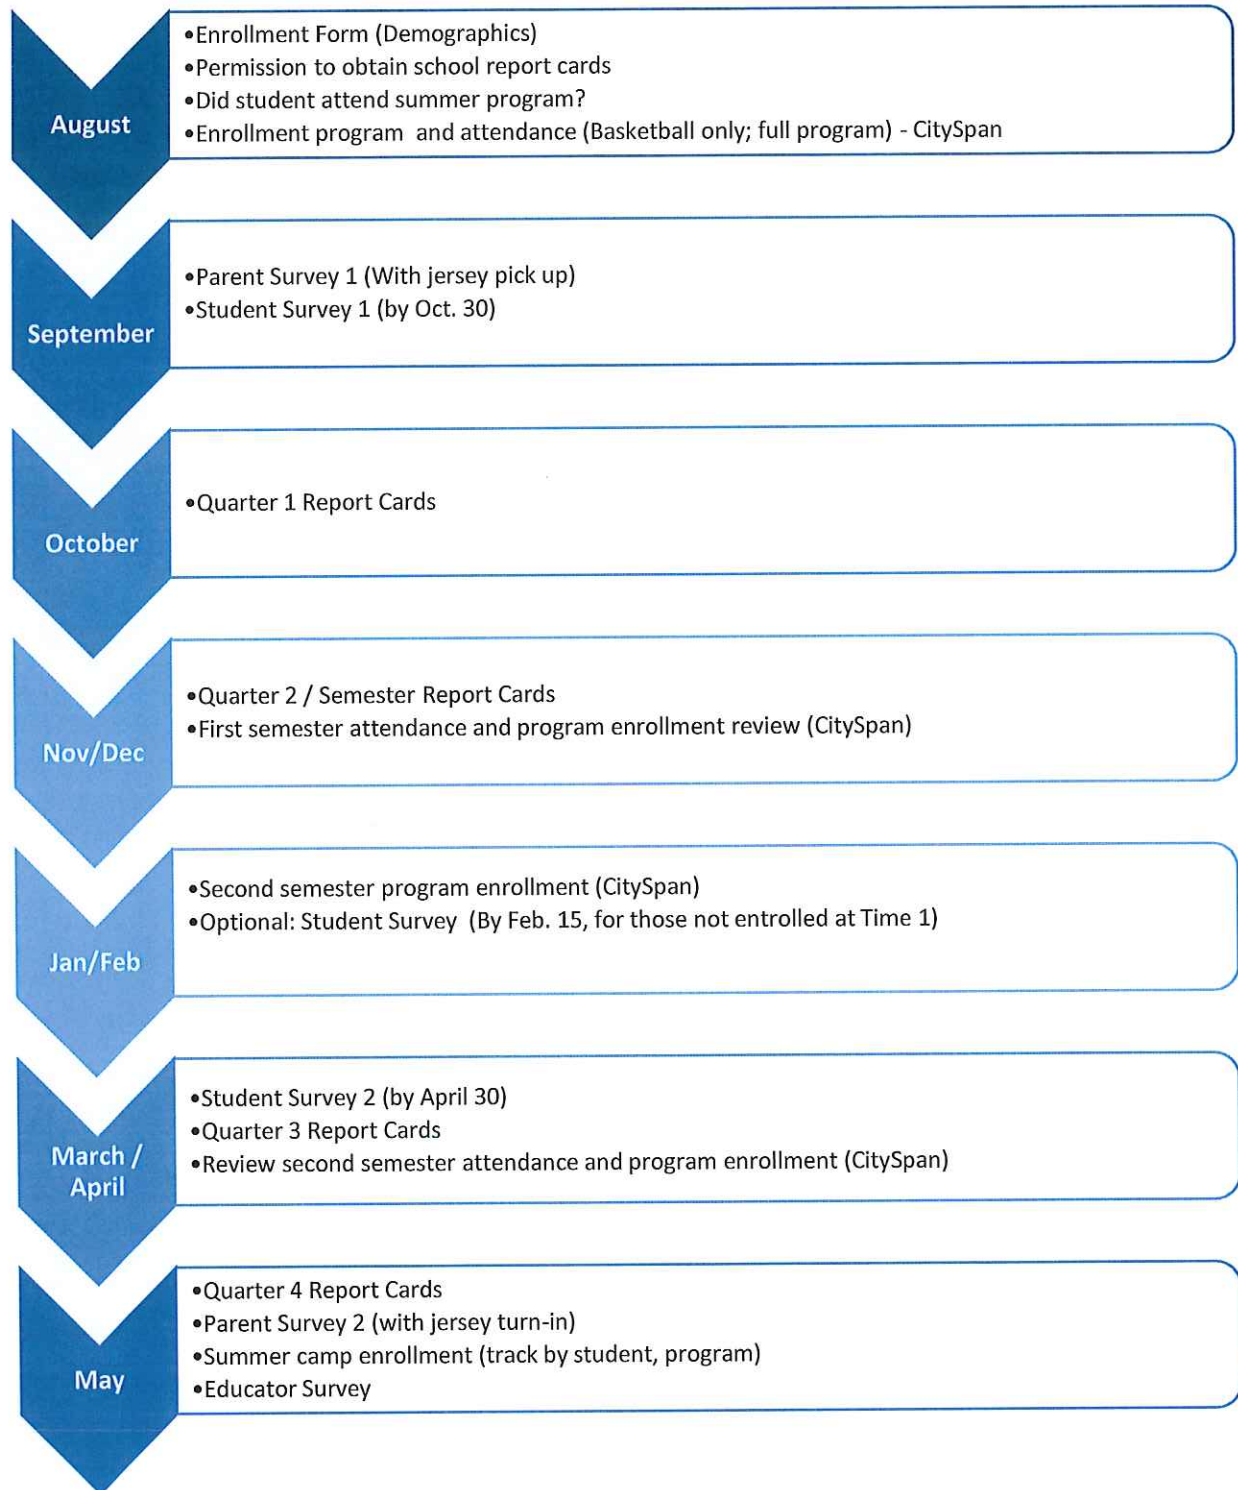 August
•Enrollment Form (Demographics)
•Permission to obtain school report cards
•Did student attend summer program?
•Enrollment program and attendance (Basketball only; full program) - CitySpan
September
•Parent Survey 1 (With jersey pick up)
•Student Survey 1 (by Oct. 30)
October
•Quarter 1 Report Cards
Nov/Dec
•Quarter 2 / Semester Report Cards
•First semester attendance and program enrollment review (CitySpan)
Jan/Feb
•Second semester program enrollment (CitySpan)
•Optional: Student Survey (By Feb. 15, for those not entrolled at Time 1)
March /
April
•Student Survey 2 (by April 30)
•Quarter 3 Report Cards
•Review second semester attendance and program enrollment (CitySpan)
May
•Quarter 4 Report Cards
•Parent Survey 2 (with jersey turn-in)
•Summer camp enrollment (track by student, program)
•Educator Survey